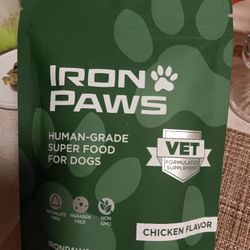 IRON
PAWS
HUMAN-GRADE
SUPER FOOD
FOR DOGS
VET
FORMULATED
SUPPLEMENT
PARABEN
FREE
NON
GMO
CHICKEN FLAVOR